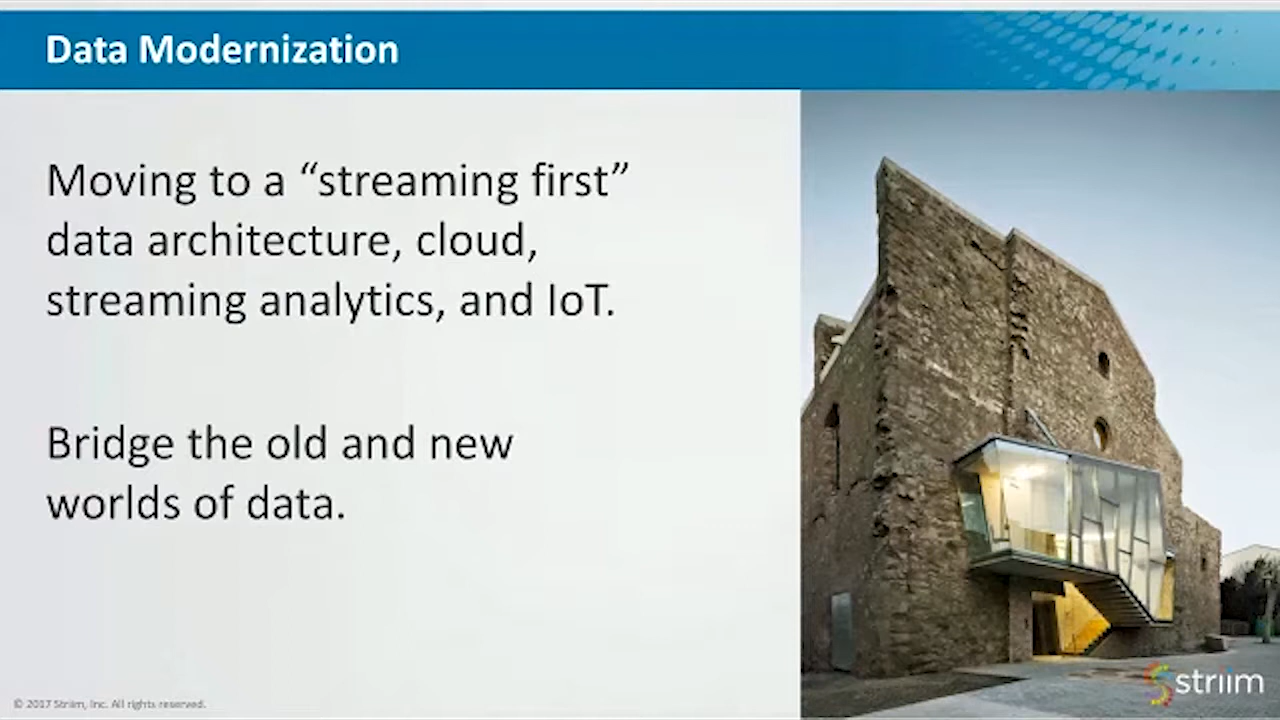 Data Modernization
Moving to a “streaming first”
data architecture, cloud,
streaming analytics, and IoT.
Bridge the old and new
worlds of data.
striim
© 2017 Striim, Inc. All rights reserved.